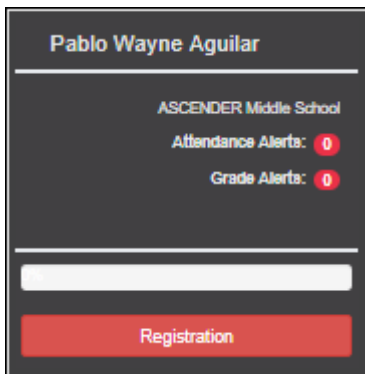 Pablo Wayne Aguilar
ASCENDER Middle School
Attendance Alerts: 0
Grade Alerts: 0
Registration